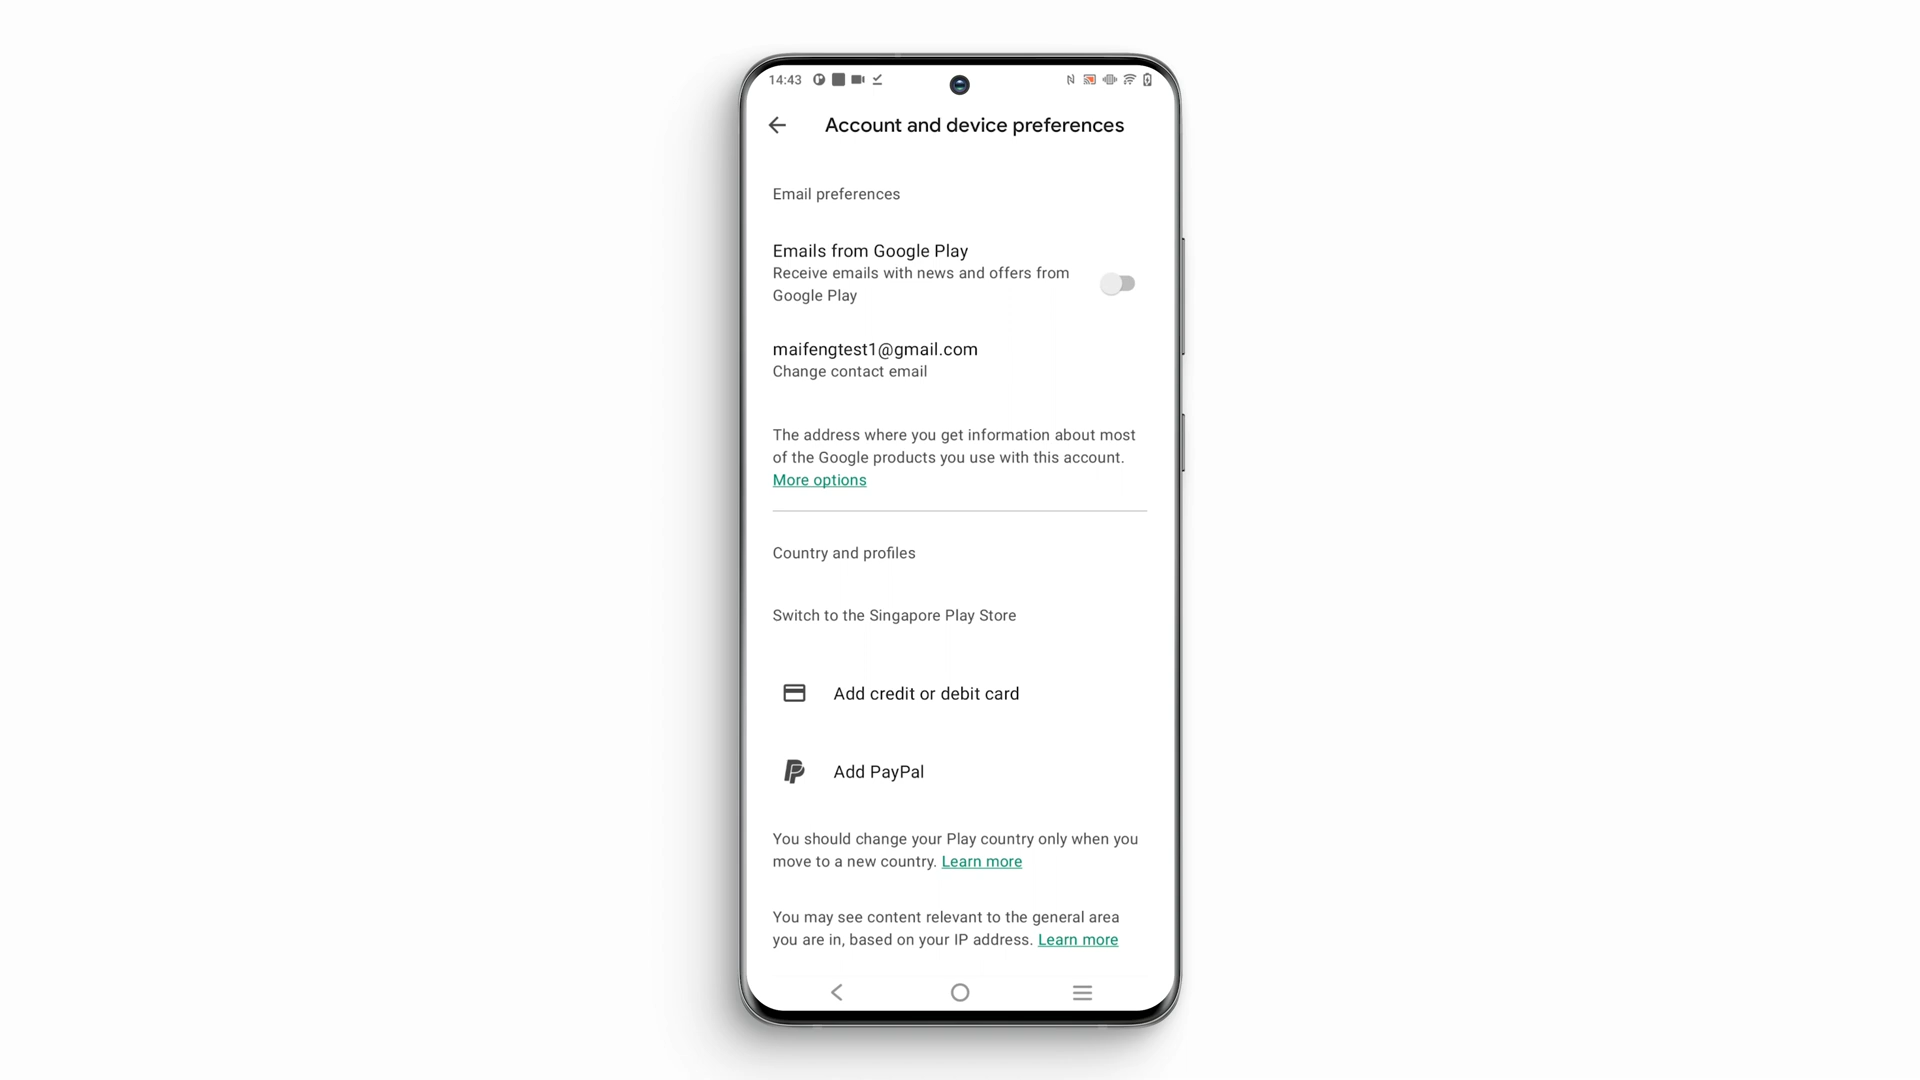 14:43
Account and device preferences
Email preferences
Emails from Google Play
Receive emails with news and offers from
Google Play
maifengtest1@gmail.com
Change contact email
The address where you get information about most
of the Google products you use with this account.
More options
Country and profiles
Switch to the Singapore Play Store
Add credit or debit card
Add PayPal
You should change your Play country only when you
move to a new country. Learn more
You may see content relevant to the general area
you are in, based on your IP address. Learn more